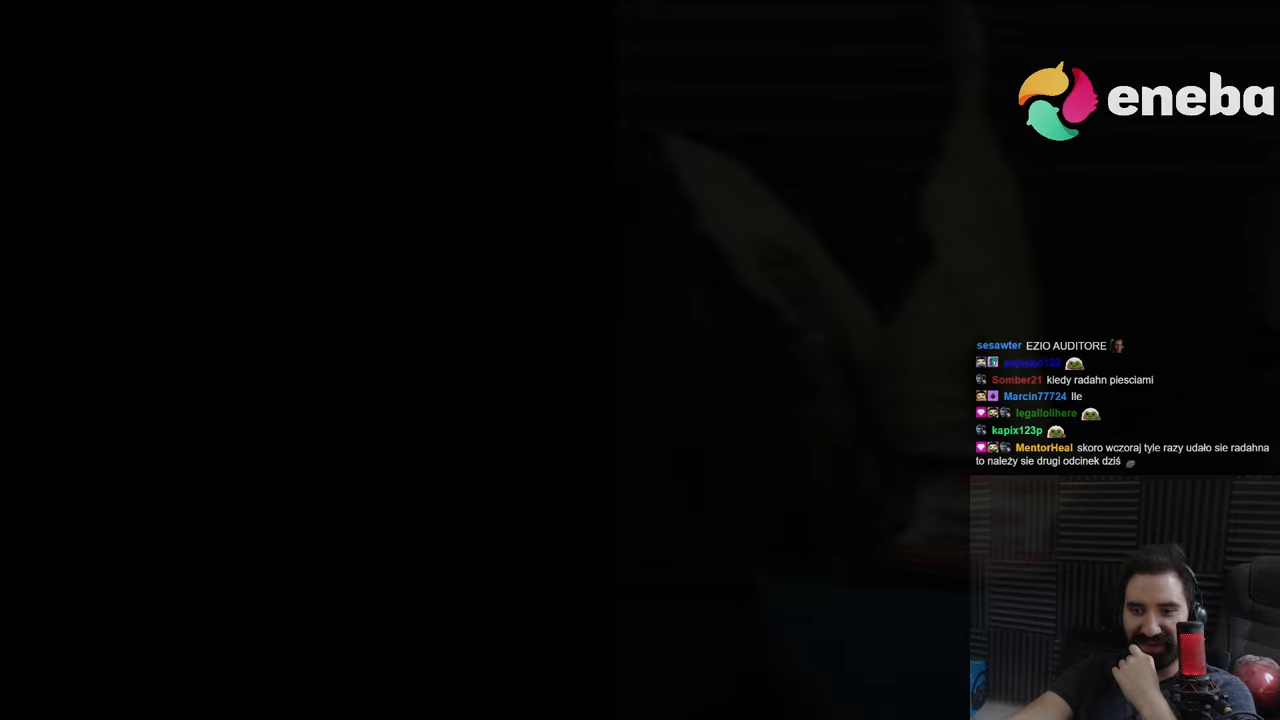 eneba
sesawter EZIO AUDITORE
Somber21 kiedy radahn piesciami
Marcin77724 Ile
legallolihere
kapix123p
MentorHeal skoro wczoraj tyle razy udało sie radahna
to należy sie drugi odcinek dziś